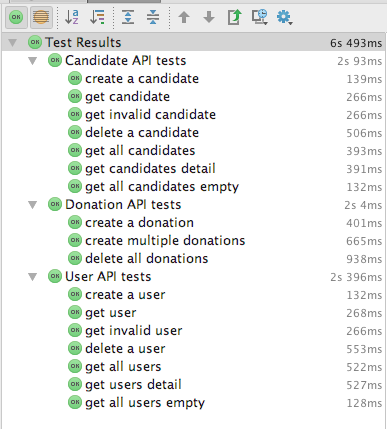 OK Test Results 6s 493ms
OK Candidate API tests 2s 93ms
OK create a candidate 139ms
OK get candidate 266ms
OK get invalid candidate 266ms
OK delete a candidate 506ms
OK get all candidates 393ms
OK get candidates detail 391ms
OK get all candidates empty 132ms
OK Donation API tests 2s 4ms
OK create a donation 401ms
OK create multiple donations 665ms
OK delete all donations 938ms
OK User API tests 2s 396ms
OK create a user 132ms
OK get user 268ms
OK get invalid user 266ms
OK delete a user 553ms
OK get all users 522ms
OK get users detail 527ms
OK get all users empty 128ms